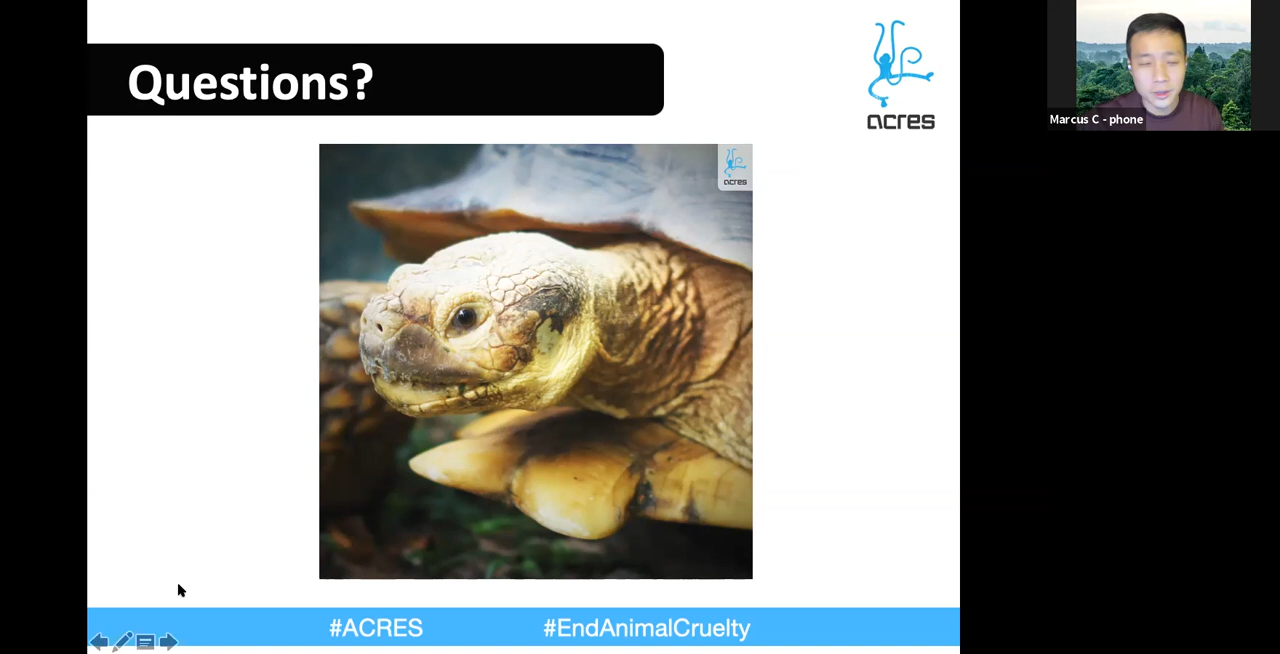 Questions?
acres
acres
Marcus C - phone
#ACRES #EndAnimalCruelty